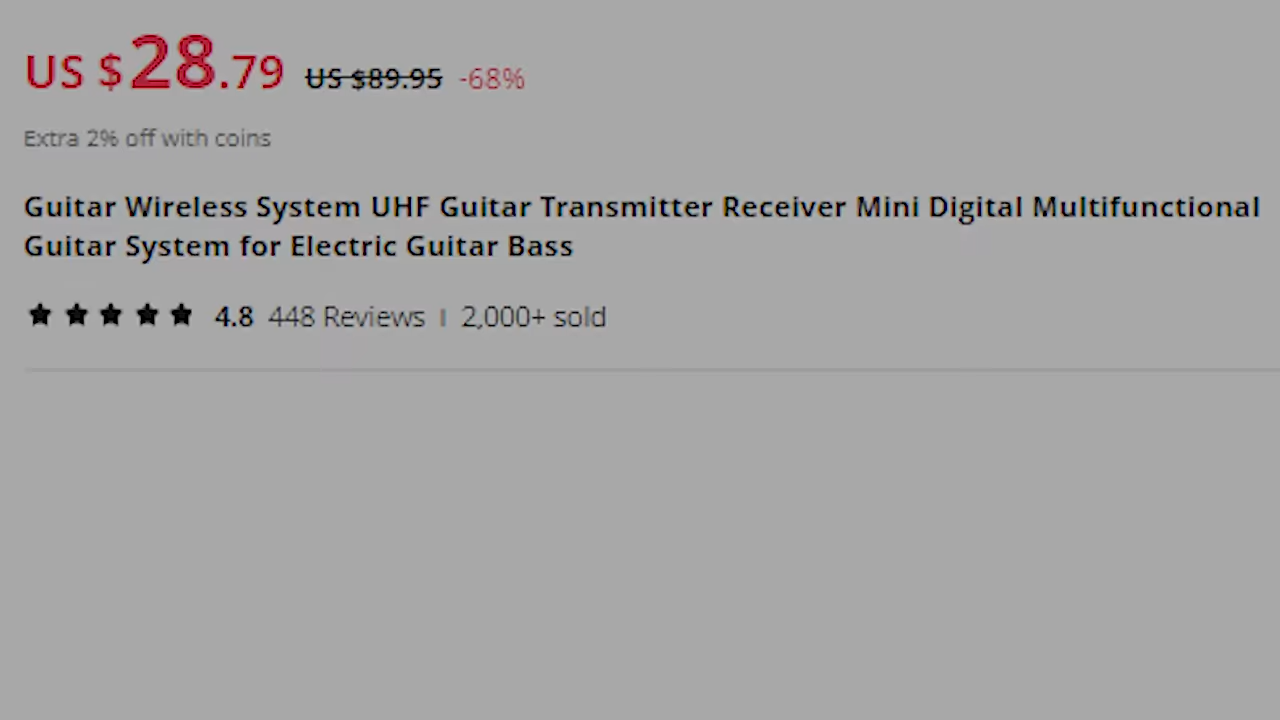 US $28.79 US $89.95 -68%
Extra 2% off with coins
Guitar Wireless System UHF Guitar Transmitter Receiver Mini Digital Multifunctional
Guitar System for Electric Guitar Bass
★★★★★ 4.8 448 Reviews | 2,000+ sold